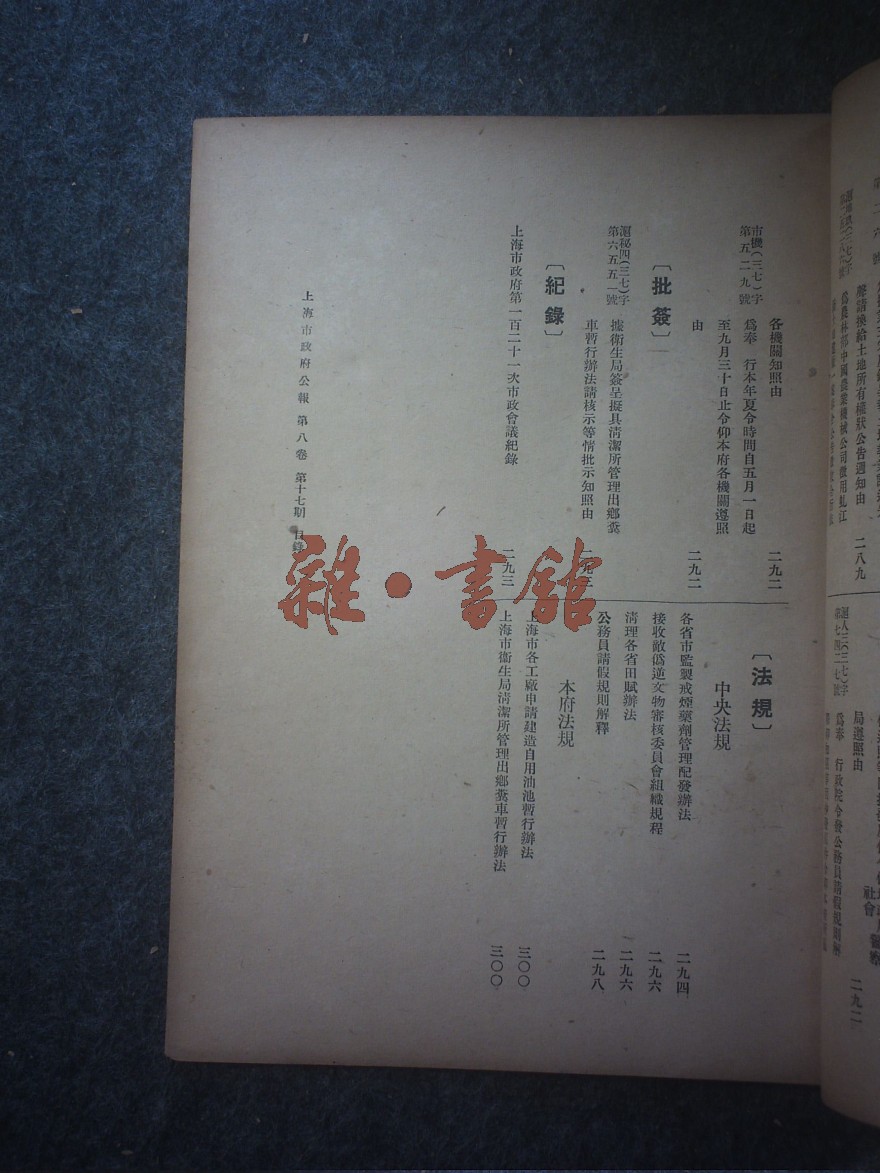 聲請換給土地所有權狀公告週知由
二八九
爲農林部中國農業機械公司徵用虬江
局遵照由
二九二
爲奉 行政院令發公務員請假規則解
市機(三七)字
第五二九號
各機關知照由
二九二
爲奉 行本年夏令時間自五月一日起
至九月三十日止令仰本府各機關遵照
由
二九二
〔批簽〕
滬秘四(三七)字
第六五五一號
據衛生局簽呈擬具清潔所管理出鄉糞
車暫行辦法請核示等情批示知照由
〔紀錄〕
上海市政府第一百二十一次市政會議紀錄
二九三
〔法規〕
中央法規
各省市監製戒煙藥劑管理配發辦法
二九四
接收敵僞逆文物審核委員會組織規程
二九六
清理各省田賦辦法
二九六
公務員請假規則解釋
二九八
本府法規
上海市各工廠申請建造自用油池暫行辦法
三〇〇
上海市衞生局清潔所管理出鄉糞車暫行辦法
三〇〇
上海市政府公報 第八卷 第十七期 目錄
雜·書館